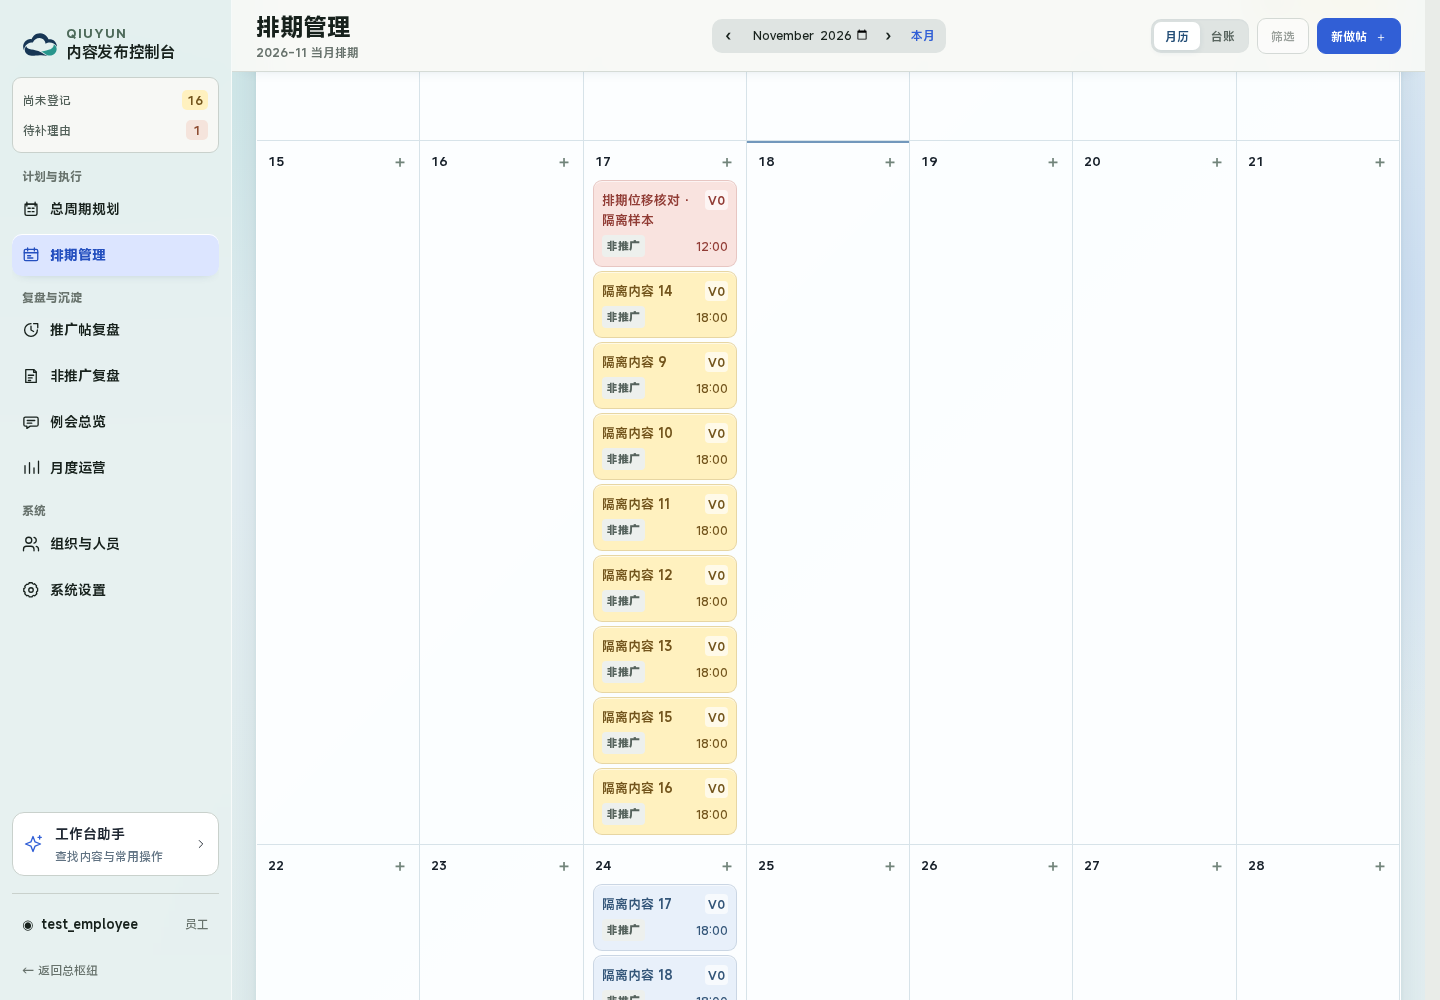 QIUYUN
内容发布控制台
尚未登记 16
待补理由 1
计划与执行
总周期规划
排期管理
复盘与沉淀
推广帖复盘
非推广复盘
例会总览
月度运营
系统
组织与人员
系统设置
工作台助手
查找内容与常用操作
test_employee 员工
← 返回总枢纽
排期管理
2026-11 当月排期
‹ November 2026 › 本月
月历 台账 筛选 新做帖 +
15 + 16 + 17 + 18 + 19 + 20 + 21 +
排期位移核对 · V0
隔离样本
非推广 12:00
隔离内容 14 V0
非推广 18:00
隔离内容 9 V0
非推广 18:00
隔离内容 10 V0
非推广 18:00
隔离内容 11 V0
非推广 18:00
隔离内容 12 V0
非推广 18:00
隔离内容 13 V0
非推广 18:00
隔离内容 15 V0
非推广 18:00
隔离内容 16 V0
非推广 18:00
22 + 23 + 24 + 25 + 26 + 27 + 28 +
隔离内容 17 V0
非推广 18:00
隔离内容 18 V0
非推广 18:00